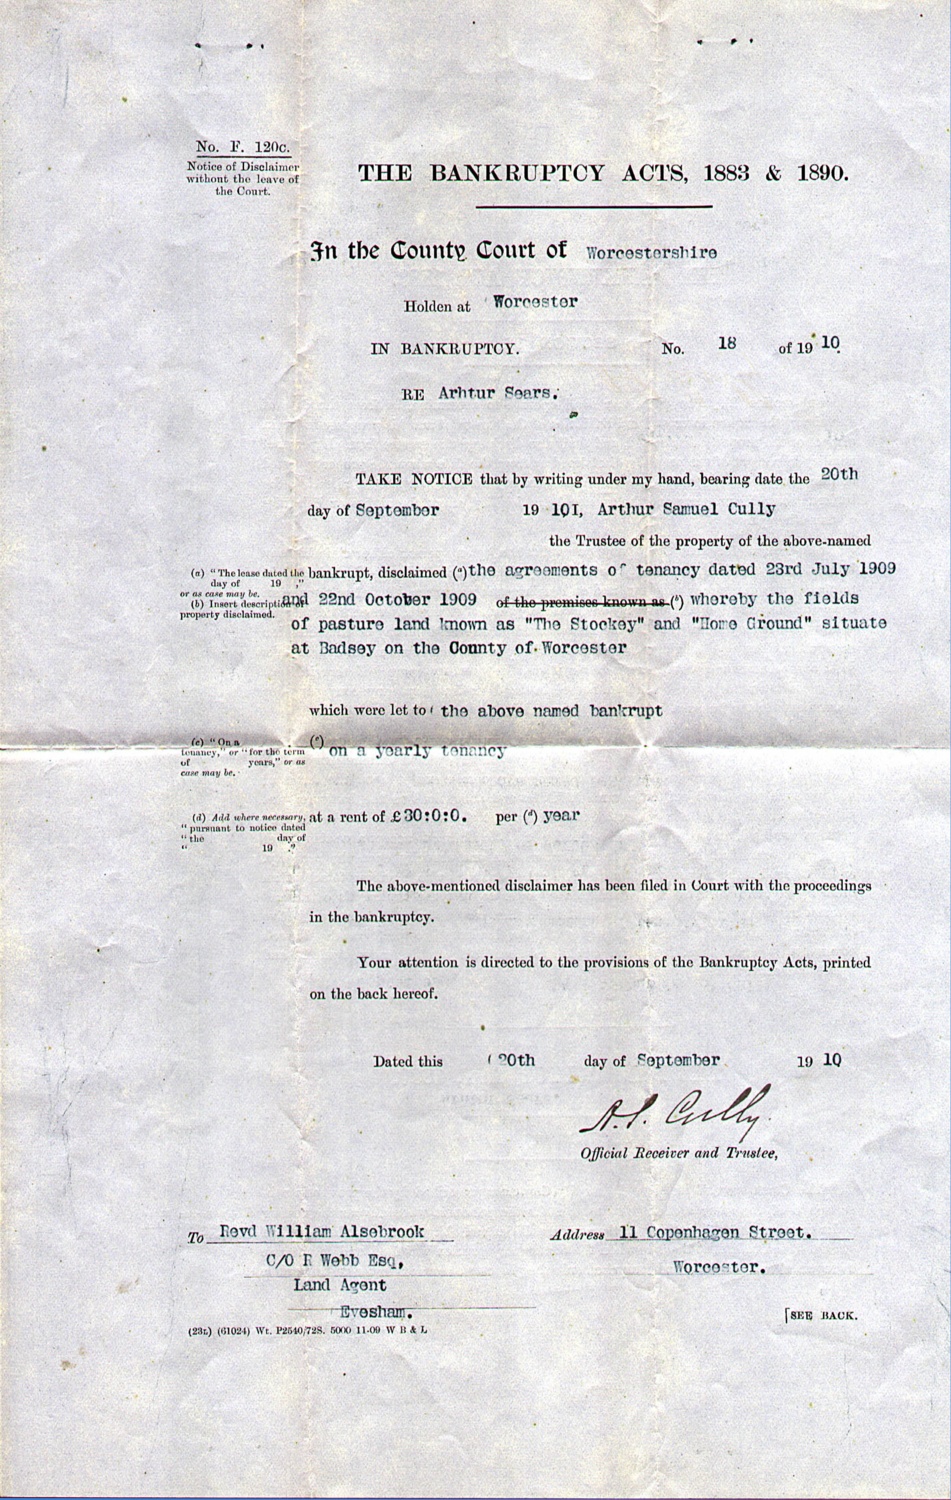 No. F. 120c.
Notice of Disclaimer
without the leave of
the Court.
THE BANKRUPTCY ACTS, 1883 & 1890.
In the County Court of Worcestershire
Holden at Worcester
IN BANKRUPTCY. No. 18 of 19 10.
RE Arhtur Sears.
TAKE NOTICE that by writing under my hand, bearing date the 20th
day of September 19 10I, Arthur Samuel Cully
the Trustee of the property of the above-named
(a) "The lease dated the
day of 19 ,"
or as case may be.
(b) Insert description of
property disclaimed.
bankrupt, disclaimed (a) the agreements of tenancy dated 23rd July 1909
and 22nd October 1909 of the premises known as (b) whereby the fields
of pasture land known as "The Stockey" and "Home Ground" situate
at Badsey on the County of Worcester
which were let to the above named bankrupt
(c) "On a
tenancy," or "for the term
of years," or as
case may be.
(c) on a yearly tenancy
(d) Add where necessary,
"pursuant to notice dated
"the day of
" 19 ."
at a rent of £30:0:0. per (d) year
The above-mentioned disclaimer has been filed in Court with the proceedings
in the bankruptcy.
Your attention is directed to the provisions of the Bankruptcy Acts, printed
on the back hereof.
Dated this 20th day of September 19 10
A. S. Cully.
Official Receiver and Trustee,
To Revd William Alsebrook
C/O R Webb Esq,
Land Agent
Evesham.
Address 11 Copenhagen Street.
Worcester.
[SEE BACK.
(23L) (61024) Wt. P2540/728. 5000 11-09 W B & L